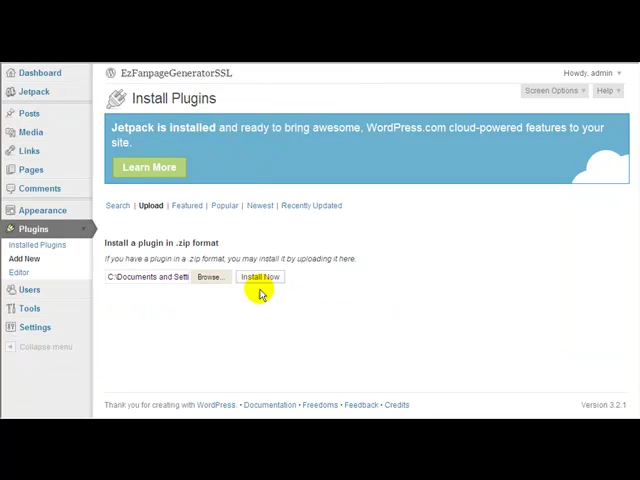 Dashboard
EzFanpageGeneratorSSL
Howdy, admin
Jetpack
Install Plugins
Screen Options
Help
Posts
Media
Links
Pages
Comments
Appearance
Plugins
Installed Plugins
Add New
Editor
Users
Tools
Settings
Collapse menu
Jetpack is installed and ready to bring awesome, WordPress.com cloud-powered features to your
site.
Learn More
Search | Upload | Featured | Popular | Newest | Recently Updated
Install a plugin in .zip format
If you have a plugin in a .zip format, you may install it by uploading it here.
C:\Documents and Setti Browse... Install Now
Thank you for creating with WordPress. • Documentation • Freedoms • Feedback • Credits
Version 3.2.1